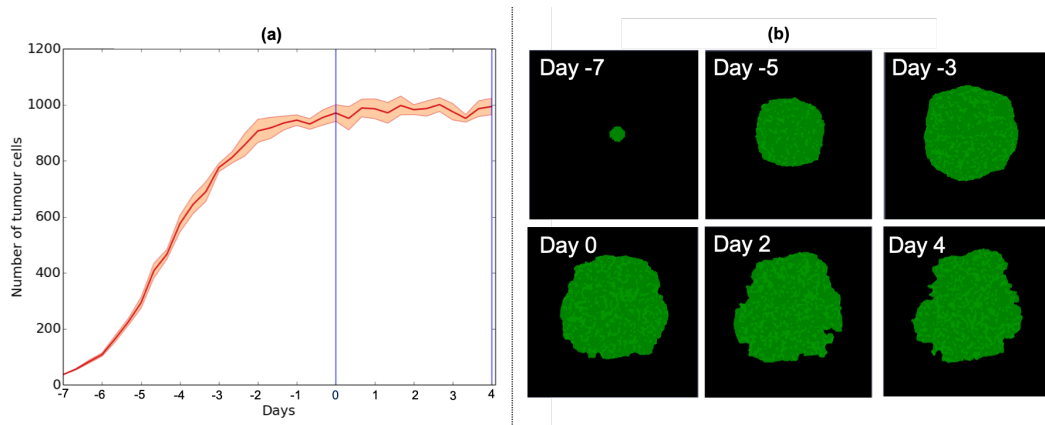 (a)
1200
1000
800
600
400
200
0
Number of tumour cells
-7 -6 -5 -4 -3 -2 -1 0 1 2 3 4
Days
(b)
Day -7
Day -5
Day -3
Day 0
Day 2
Day 4